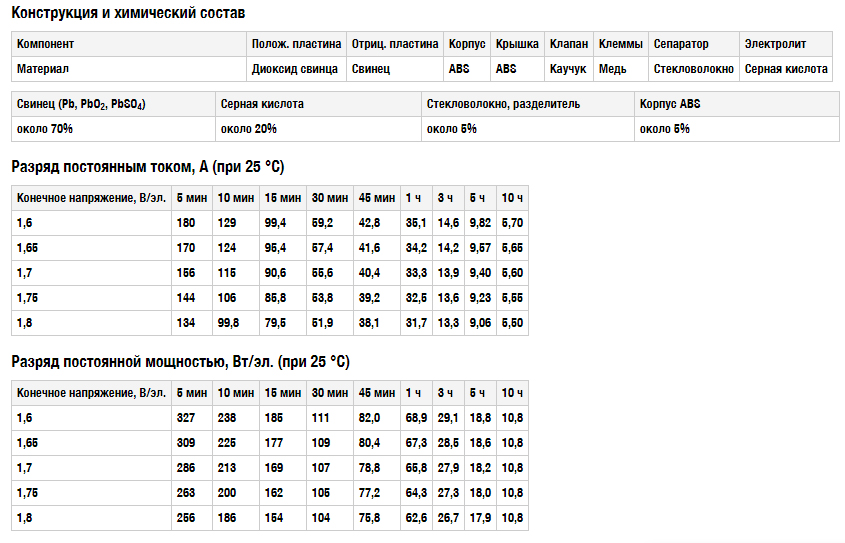 Конструкция и химический состав
Компонент Полож. пластина Отриц. пластина Корпус Крышка Клапан Клеммы Сепаратор Электролит
Материал Диоксид свинца Свинец ABS ABS Каучук Медь Стекловолокно Серная кислота
Свинец (Pb, PbO₂, PbSO₄) Серная кислота Стекловолокно, разделитель Корпус ABS
около 70% около 20% около 5% около 5%
Разряд постоянным током, А (при 25 °C)
Конечное напряжение, В/эл. 5 мин 10 мин 15 мин 30 мин 45 мин 1 ч 3 ч 5 ч 10 ч
1,6 180 129 99,4 59,2 42,8 35,1 14,6 9,82 5,70
1,65 170 124 95,4 57,4 41,6 34,2 14,2 9,57 5,65
1,7 156 115 90,6 55,6 40,4 33,3 13,9 9,40 5,60
1,75 144 106 85,8 53,8 39,2 32,5 13,6 9,23 5,55
1,8 134 99,8 79,5 51,9 38,1 31,7 13,3 9,06 5,50
Разряд постоянной мощностью, Вт/эл. (при 25 °C)
Конечное напряжение, В/эл. 5 мин 10 мин 15 мин 30 мин 45 мин 1 ч 3 ч 5 ч 10 ч
1,6 327 238 185 111 82,0 68,9 29,1 18,8 10,8
1,65 309 225 177 109 80,4 67,3 28,5 18,6 10,8
1,7 286 213 169 107 78,8 65,8 27,9 18,2 10,8
1,75 263 200 162 105 77,2 64,3 27,3 18,0 10,8
1,8 256 186 154 104 75,8 62,6 26,7 17,9 10,8